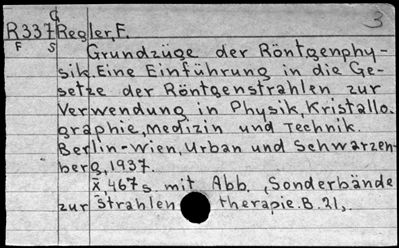 G 3
R337 Regler, F.
F S Grundzüge der Röntgenphy-
sik. Eine Einführung in die Ge-
setze der Röntgenstrahlen zur
Verwendung in Physik, Kristallo.
graphie, Medizin und Technik.
Berlin-Wien, Urban und Schwarzen-
berg, 1937.
X, 467 s. mit Abb. (Sonderbände
zur Strahlen therapie. B. 21).